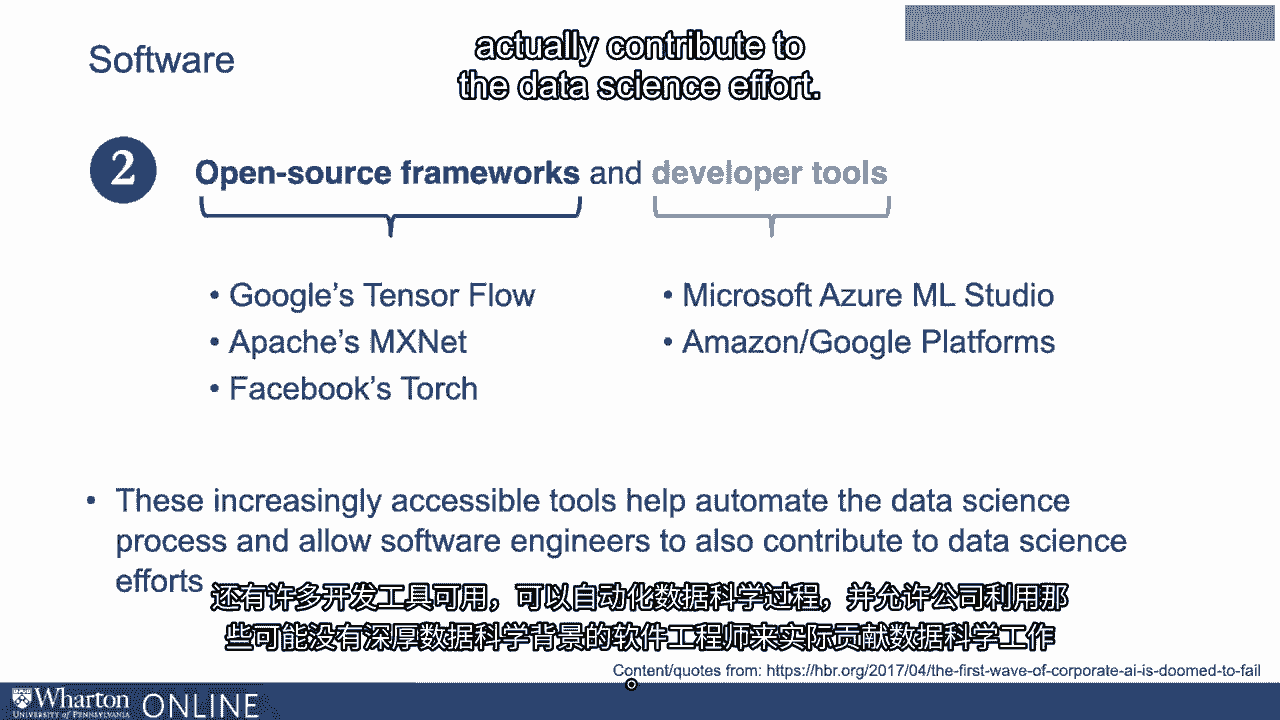 actually contribute to
the data science effort.
Software
2
Open-source frameworks and developer tools
• Google's Tensor Flow
• Apache's MXNet
• Facebook's Torch
• Microsoft Azure ML Studio
• Amazon/Google Platforms
• These increasingly accessible tools help automate the data science
process and allow software engineers to also contribute to data science
efforts
还有许多开发工具可用，可以自动化数据科学过程，并允许公司利用那
些可能没有深厚数据科学背景的软件工程师来实际贡献数据科学工作
Content/quotes from: https://hbr.org/2017/04/the-first-wave-of-corporate-ai-is-doomed-to-fail
Wharton ONLINE
UNIVERSITY of PENNSYLVANIA